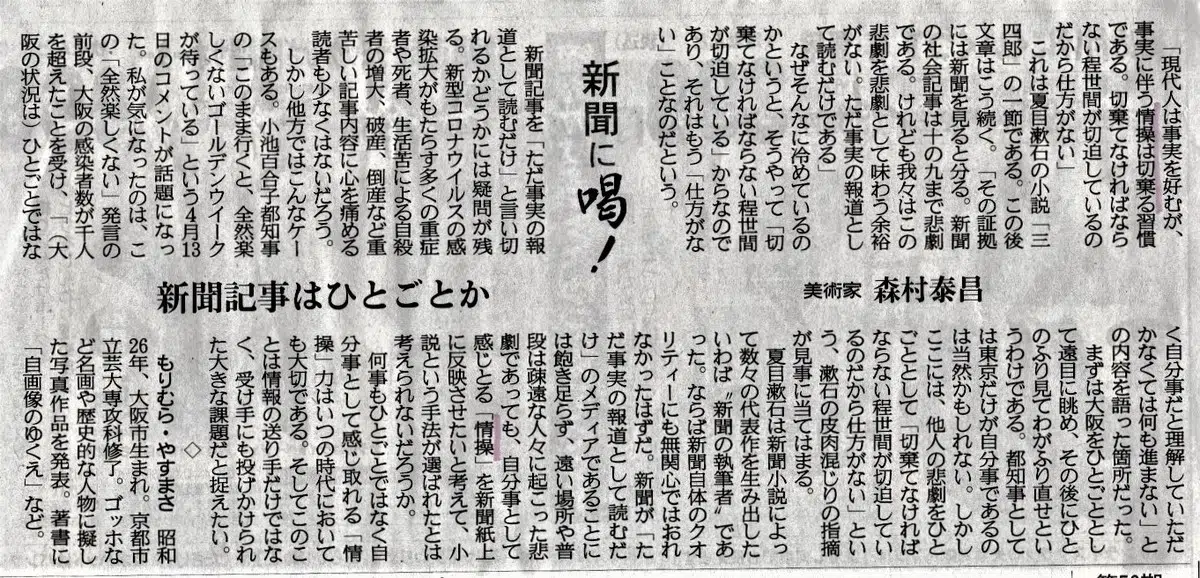 新聞に喝!
新聞記事はひとごとか
美術家 森村泰昌
「現代人は事実を好むが、
事実に伴う情操は切棄る習慣
である。切棄てなければなら
ない程世間が切迫しているの
だから仕方がない」
これは夏目漱石の小説「三
四郎」の一節である。この後
文章はこう続く。「その証拠
には新聞を見ると分る。新聞
の社会記事は十の九まで悲劇
である。けれども我々はこの
悲劇を悲劇として味わう余裕
がない。ただ事実の報道とし
て読むだけである」
なぜそんなに冷めているの
かというと、そうやって「切
棄てなければならない程世間
が切迫している」からなので
あり、それはもう「仕方がな
い」ことなのだという。
新聞記事を「ただ事実の報
道として読むだけ」と言い切
れるかどうかには疑問が残
る。新型コロナウイルスの感
染拡大がもたらす多くの重症
者や死者、生活苦による自殺
者の増大、破産、倒産など重
苦しい記事内容に心を痛める
読者も少なくはないだろう。
しかし他方ではこんなケー
スもある。小池百合子都知事
の「このまま行くと、全然楽
しくないゴールデンウイーク
が待っている」という4月13
日のコメントが話題になっ
た。私が気になったのは、こ
の「全然楽しくない」発言の
前段、大阪の感染者数が千人
を超えたことを受け、「(大
阪の状況は)ひとごとではな
く自分事だと理解していただ
かなくては何も進まない」と
の内容を語った箇所だった。
まずは大阪をひとごととし
て遠目に眺め、その後にひと
のふり見てわがふり直せとい
うわけである。都知事として
は東京だけが自分事であるの
は当然かもしれない。しかし
ここには、他人の悲劇をひと
ごととして「切棄てなければ
ならない程世間が切迫してい
るのだから仕方がない」とい
う、漱石の皮肉混じりの指摘
が見事に当てはまる。
夏目漱石は新聞小説によっ
て数々の代表作を生み出した
いわば〝新聞の執筆者〟であ
った。ならば新聞自体のクオ
リティーにも無関心ではおれ
なかったはずだ。新聞が「た
だ事実の報道として読むだ
け」のメディアであることに
は飽き足らず、遠い場所や普
段は疎遠な人々に起こった悲
劇であっても、自分事として
感じとる「情操」を新聞紙上
に反映させたいと考えて、小
説という手法が選ばれたとは
考えられないだろうか。
何事もひとごとではなく自
分事として感じ取れる「情
操」力はいつの時代において
も大切である。そしてこのこ
とは情報の送り手だけではな
く、受け手にも投げかけられ
た大きな課題だと捉えたい。
◇
もりむら・やすまさ 昭和
26年、大阪市生まれ。京都市
立芸大専攻科修了。ゴッホな
ど名画や歴史的な人物に擬し
た写真作品を発表。著書に
「自画像のゆくえ」など。